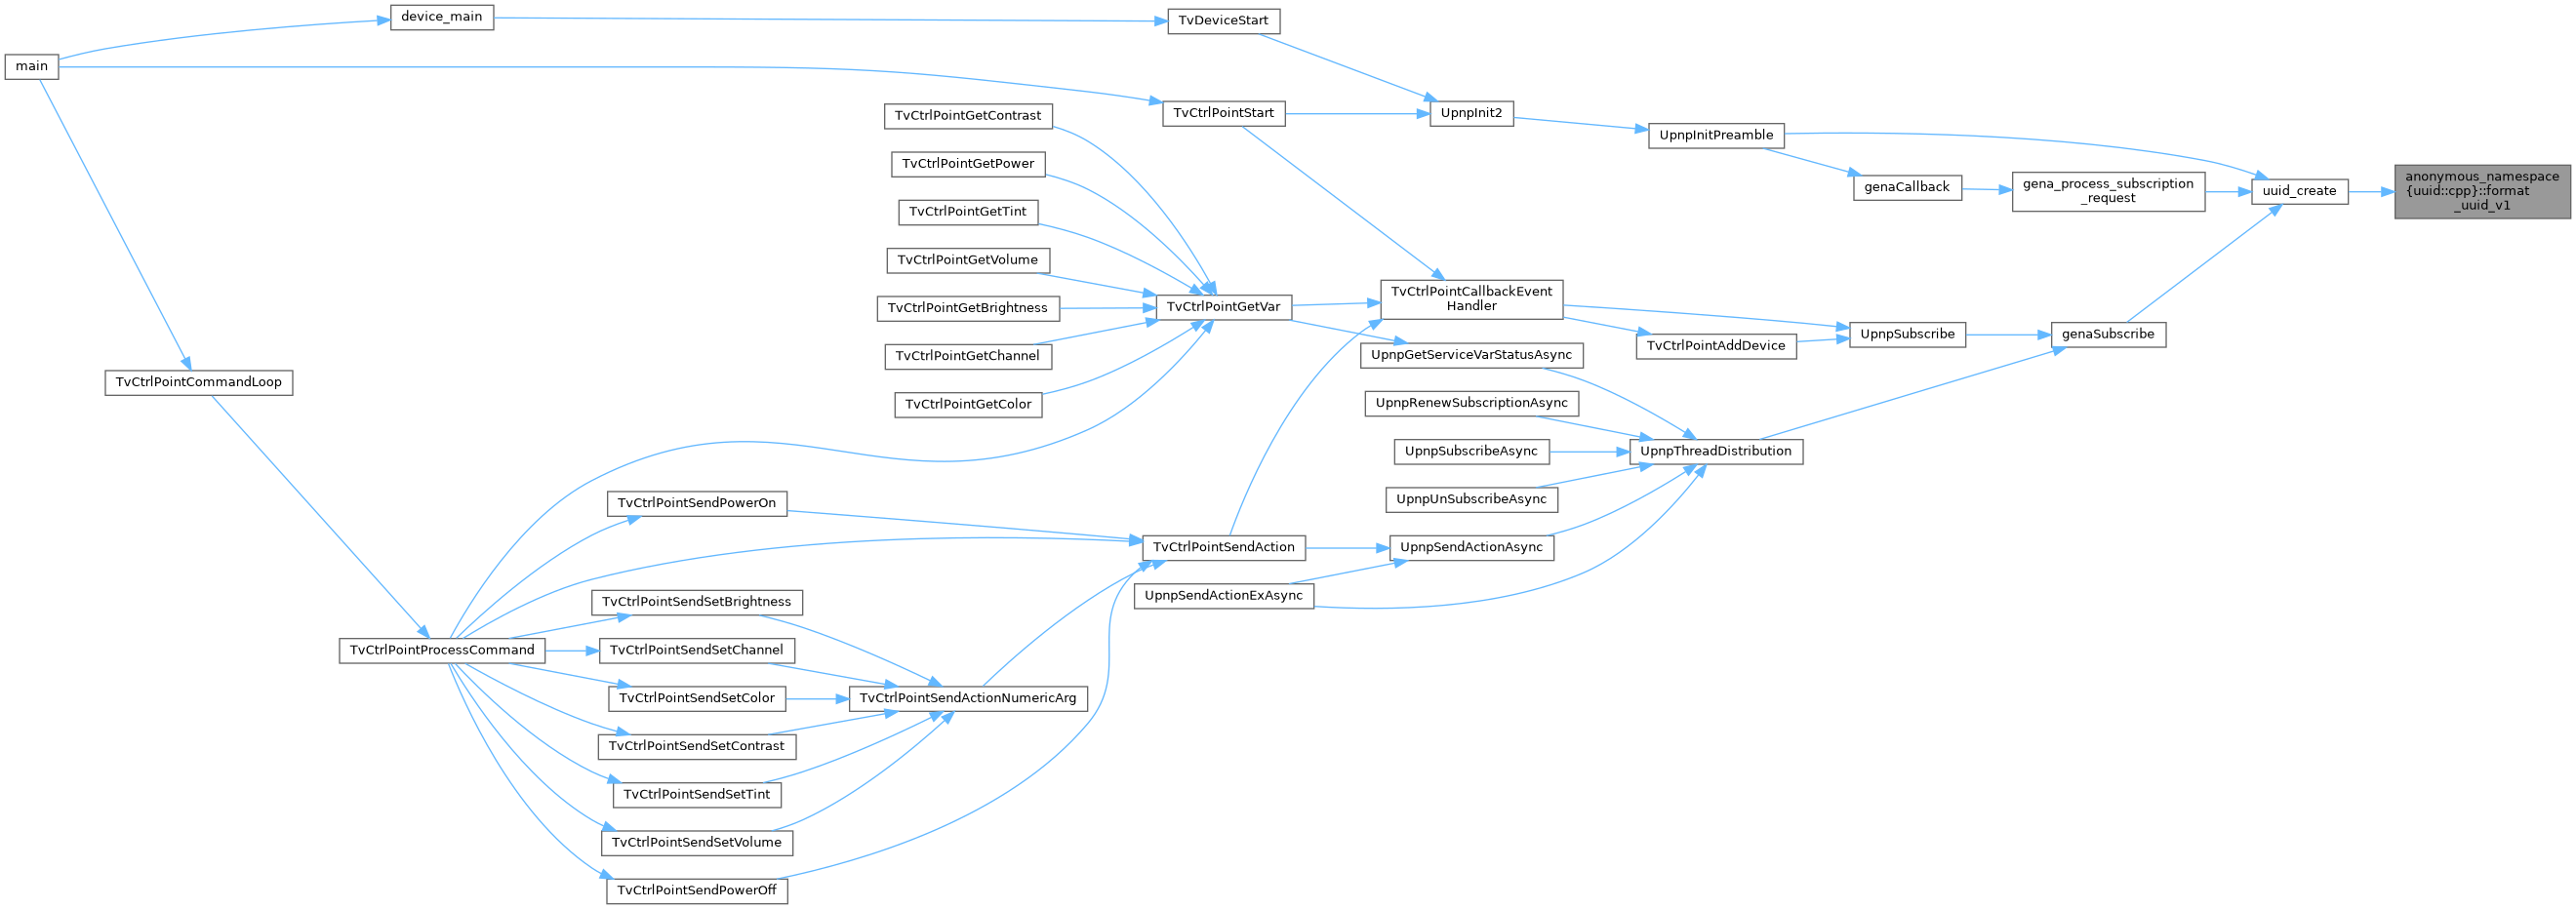 device_main
TvDeviceStart
main
TvCtrlPointGetContrast
TvCtrlPointStart
UpnpInit2
UpnpInitPreamble
TvCtrlPointGetPower
genaCallback
gena_process_subscription
_request
uuid_create
anonymous_namespace
{uuid::cpp}::format
_uuid_v1
TvCtrlPointGetTint
TvCtrlPointGetVolume
TvCtrlPointGetBrightness
TvCtrlPointGetVar
TvCtrlPointCallbackEvent
Handler
UpnpSubscribe
genaSubscribe
TvCtrlPointAddDevice
TvCtrlPointGetChannel
UpnpGetServiceVarStatusAsync
TvCtrlPointCommandLoop
TvCtrlPointGetColor
UpnpRenewSubscriptionAsync
UpnpSubscribeAsync
UpnpThreadDistribution
TvCtrlPointSendPowerOn
UpnpUnSubscribeAsync
TvCtrlPointSendAction
UpnpSendActionAsync
TvCtrlPointSendSetBrightness
UpnpSendActionExAsync
TvCtrlPointProcessCommand
TvCtrlPointSendSetChannel
TvCtrlPointSendSetColor
TvCtrlPointSendActionNumericArg
TvCtrlPointSendSetContrast
TvCtrlPointSendSetTint
TvCtrlPointSendSetVolume
TvCtrlPointSendPowerOff